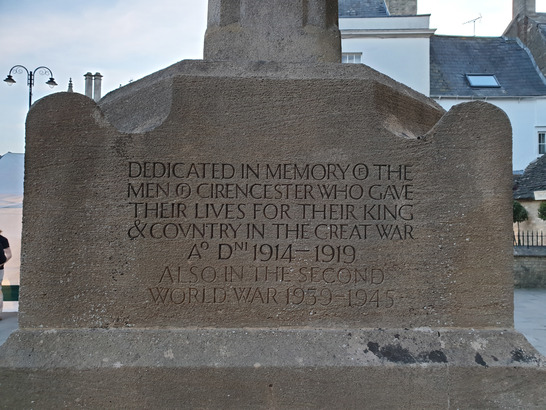 DEDICATED IN MEMORY OF THE
MEN OF CIRENCESTER WHO GAVE
THEIR LIVES FOR THEIR KING
& COVNTRY IN THE GREAT WAR
Aº DNI 1914–1919
ALSO IN THE SECOND
WORLD WAR 1939–1945